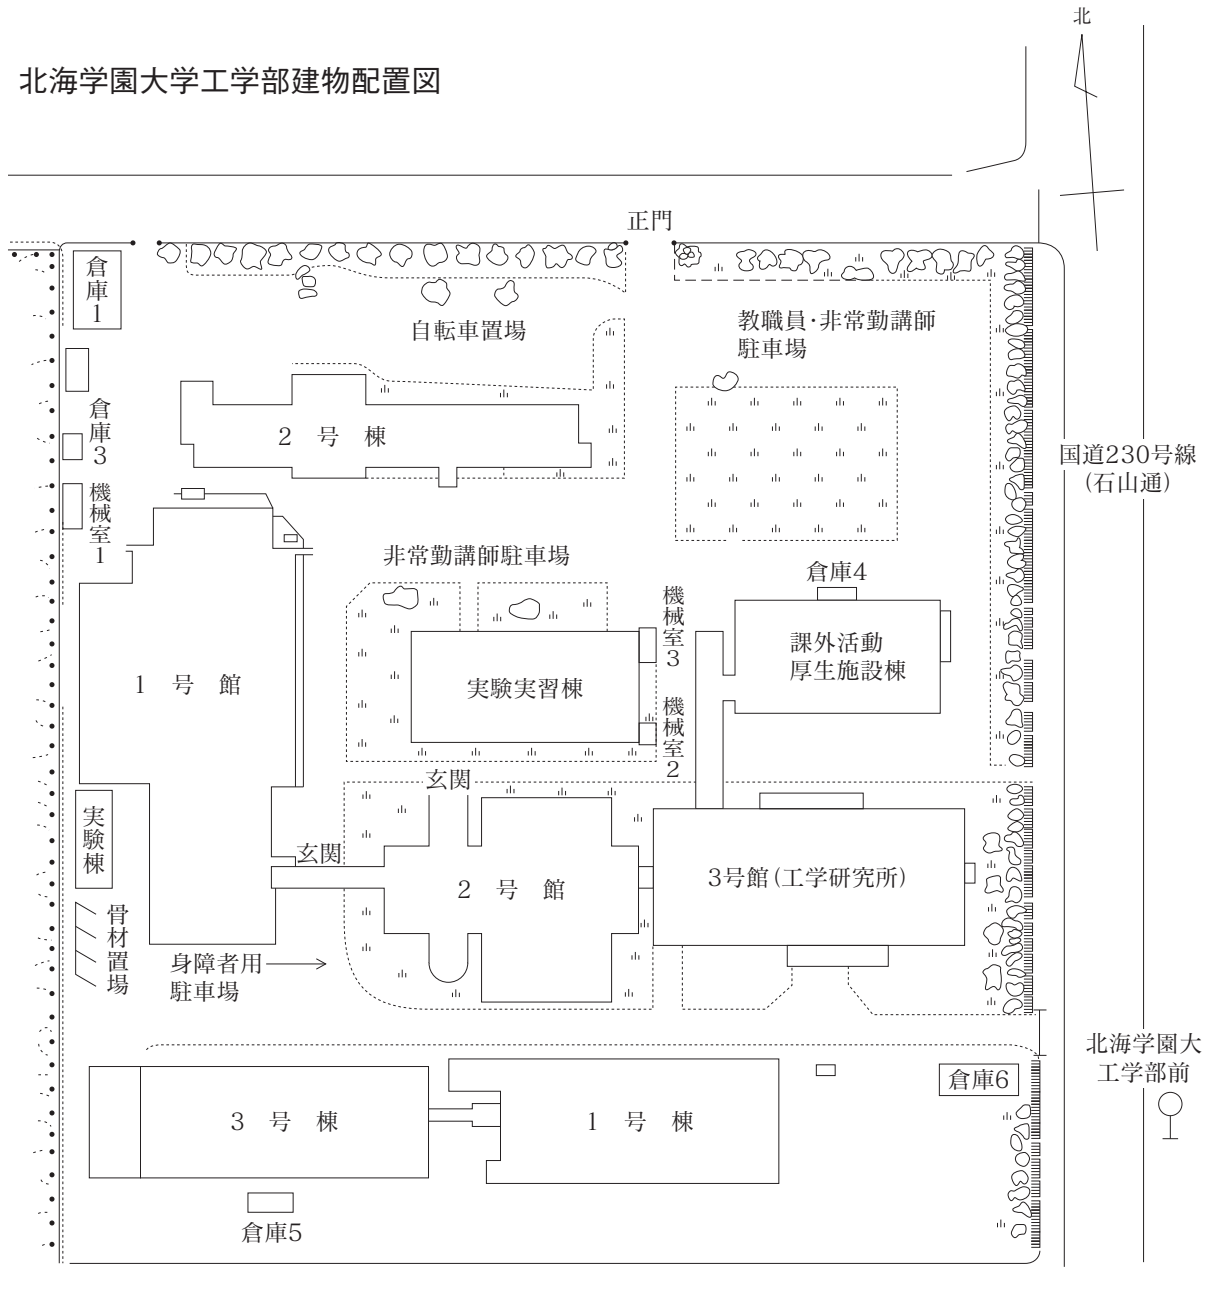 北
北海学園大学工学部建物配置図
正門
倉庫1
自転車置場
教職員・非常勤講師
駐車場
倉庫3
2 号 棟
国道230号線
(石山通)
機械室1
非常勤講師駐車場
倉庫4
機械室3
課外活動
厚生施設棟
1 号 館
実験実習棟
機械室2
玄関
実験棟
玄関
2 号 館
3号館(工学研究所)
骨材置場
身障者用
駐車場
北海学園大
工学部前
倉庫6
3 号 棟
1 号 棟
倉庫5